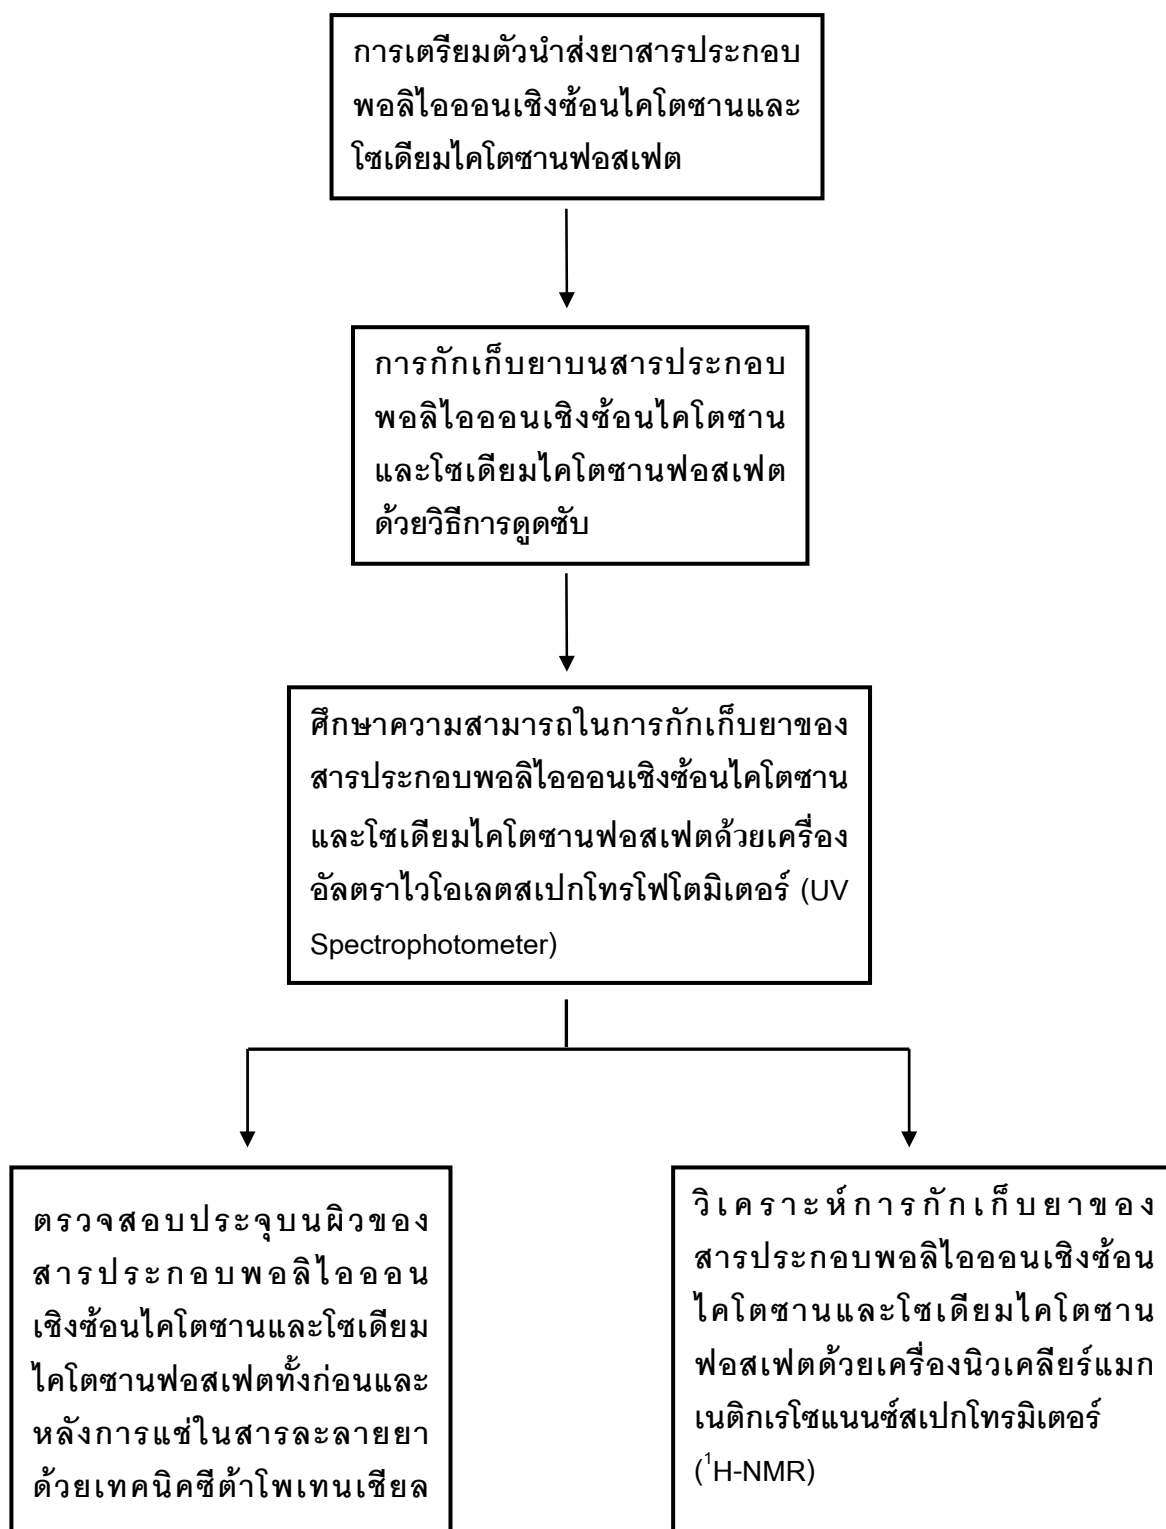 การเตรียมตัวนำส่งยาสารประกอบ
พอลิไอออนเชิงซ้อนไคโตซานและ
โซเดียมไคโตซานฟอสเฟต
การกักเก็บยาบนสารประกอบ
พอลิไอออนเชิงซ้อนไคโตซาน
และโซเดียมไคโตซานฟอสเฟต
ด้วยวิธีการดูดซับ
ศึกษาความสามารถในการกักเก็บยาของ
สารประกอบพอลิไอออนเชิงซ้อนไคโตซาน
และโซเดียมไคโตซานฟอสเฟตด้วยเครื่อง
อัลตราไวโอเลตสเปกโทรโฟโตมิเตอร์ (UV
Spectrophotometer)
ตรวจสอบประจุบนผิวของ
สารประกอบพอลิไอออน
เชิงซ้อนไคโตซานและโซเดียม
ไคโตซานฟอสเฟตทั้งก่อนและ
หลังการแช่ในสารละลายยา
ด้วยเทคนิคซีต้าโพเทนเชียล
วิเคราะห์การกักเก็บยาของ
สารประกอบพอลิไอออนเชิงซ้อน
ไคโตซานและโซเดียมไคโตซาน
ฟอสเฟตด้วยเครื่องนิวเคลียร์แมก
เนติกเรโซแนนซ์สเปกโทรมิเตอร์
(¹H-NMR)